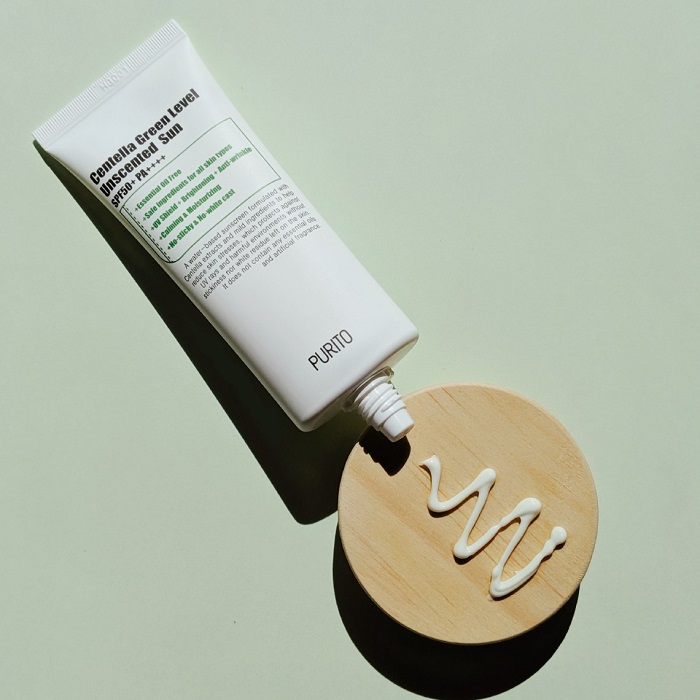 Centella Green Level
Unscented Sun
SPF50+ PA++++
+Essential Oil Free
+Safe Ingredients for all skin types
+UV Shield + Brightening + Anti-wrinkle
+Calming & Moisturizing
+No-sticky & No-white cast
A water-based sunscreen formulated with
Centella extracts and mild ingredients to help
reduce skin stresses, which protects against
UV rays and harmful environments without
stickiness nor white residue left on the skin.
It does not contain any essential oils
and artificial fragrance.
PURITO